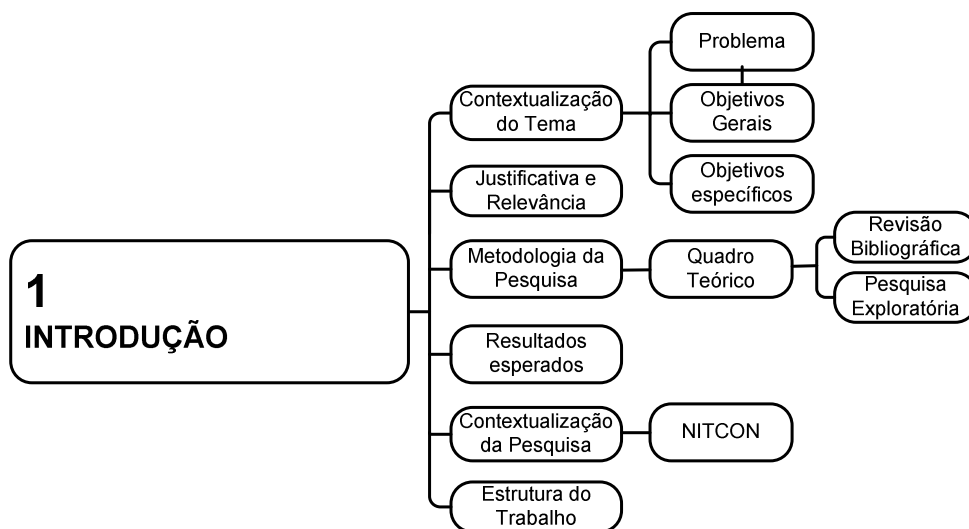 1
INTRODUÇÃO
Contextualização
do Tema
Problema
Objetivos
Gerais
Objetivos
específicos
Justificativa e
Relevância
Metodologia da
Pesquisa
Quadro
Teórico
Revisão
Bibliográfica
Pesquisa
Exploratória
Resultados
esperados
Contextualização
da Pesquisa
NITCON
Estrutura do
Trabalho